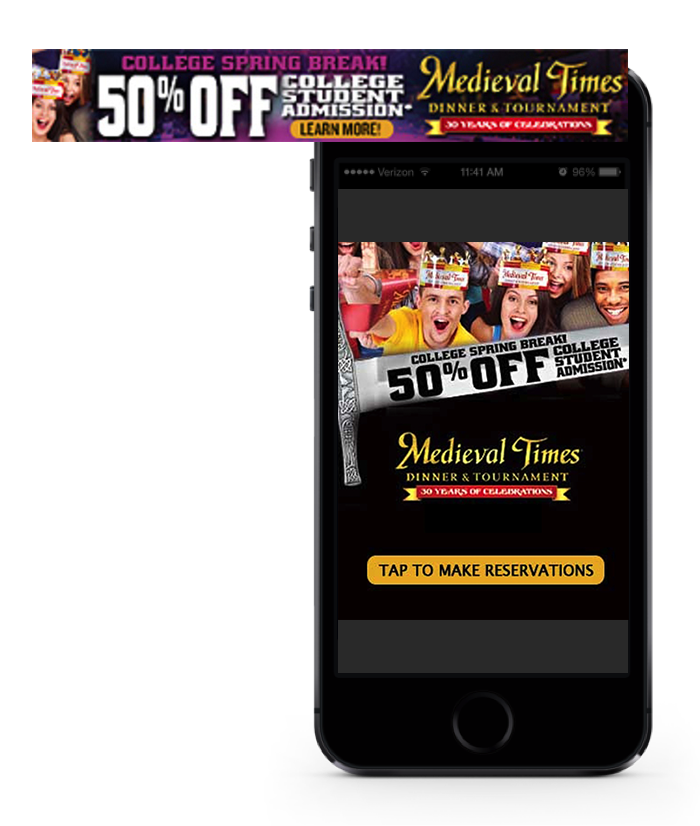 COLLEGE SPRING BREAK!
50% OFF
COLLEGE
STUDENT
ADMISSION*
LEARN MORE!
Medieval Times
DINNER & TOURNAMENT
30 YEARS OF CELEBRATIONS
Verizon
11:41 AM
96%
Medieval Times
COLLEGE SPRING BREAK!
50% OFF
COLLEGE
STUDENT
ADMISSION*
Medieval Times
DINNER & TOURNAMENT
30 YEARS OF CELEBRATIONS
TAP TO MAKE RESERVATIONS